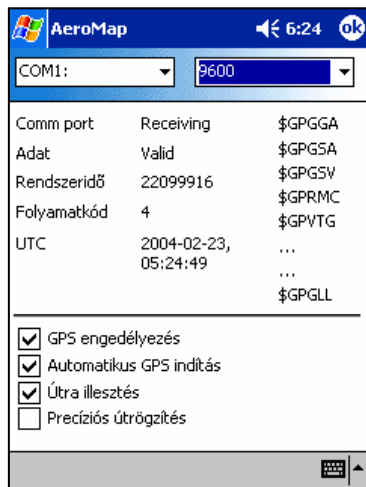 AeroMap 6:24 ok
COM1: 9600
Comm port Receiving $GPGGA
Adat Valid $GPGSA
$GPGSV
Rendszeridő 22099916
$GPRMC
Folyamatkód 4
$GPVTG
UTC 2004-02-23, ...
05:24:49 ...
$GPGLL
GPS engedélyezés
Automatikus GPS indítás
Útra illesztés
Precíziós útrögzítés